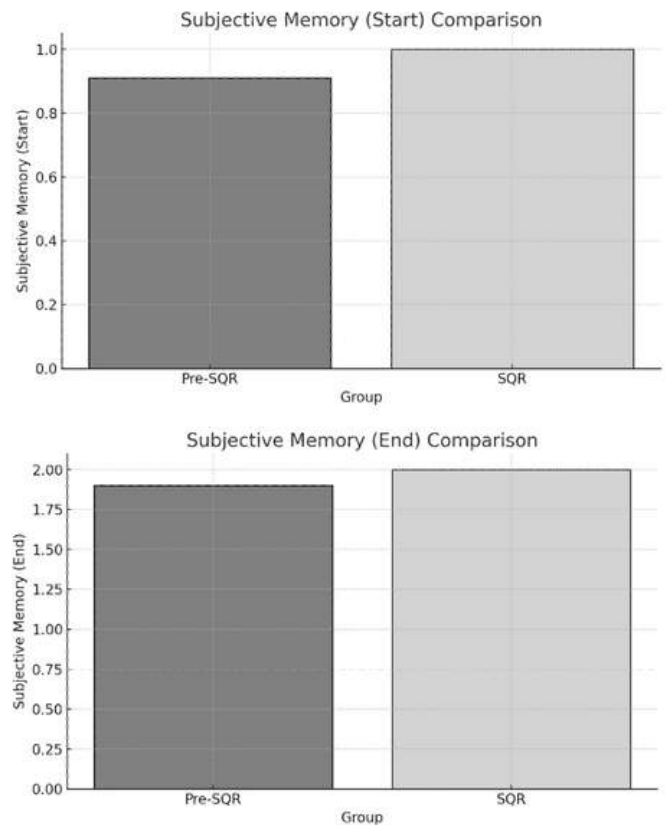 Subjective Memory (Start) Comparison
1.0
0.8
0.6
0.4
0.2
0.0
Subjective Memory (Start)
Pre-SQR SQR
Group
Subjective Memory (End) Comparison
2.00
1.75
1.50
1.25
1.00
0.75
0.50
0.25
0.00
Subjective Memory (End)
Pre-SQR SQR
Group